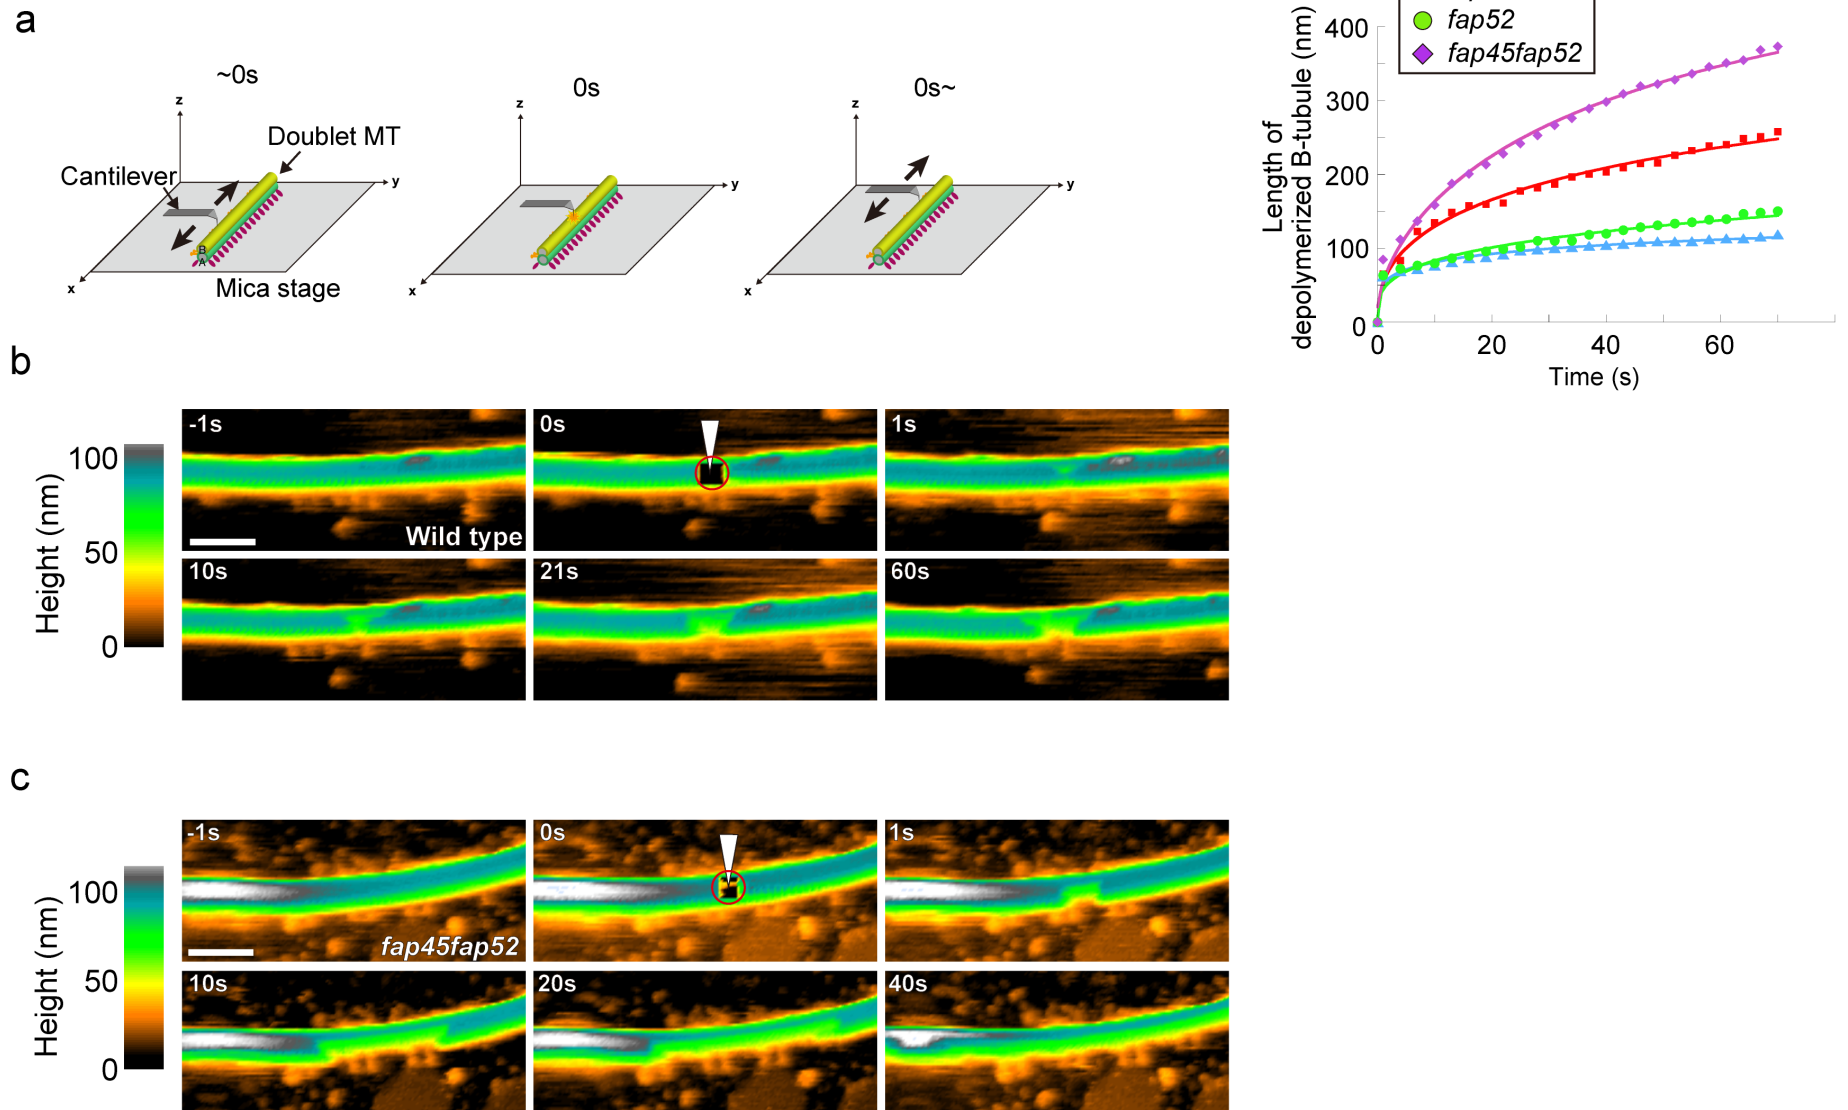 a
~0s
0s
0s~
z
z
z
Doublet MT
Cantilever
y
y
y
B
A
x
x
x
Mica stage
fap52
fap45fap52
Length of
depolymerized B-tubule (nm)
400
300
200
100
0
0
20
40
60
Time (s)
b
Height (nm)
100
50
0
-1s
0s
1s
Wild type
10s
21s
60s
c
Height (nm)
100
50
0
-1s
0s
1s
fap45fap52
10s
20s
40s